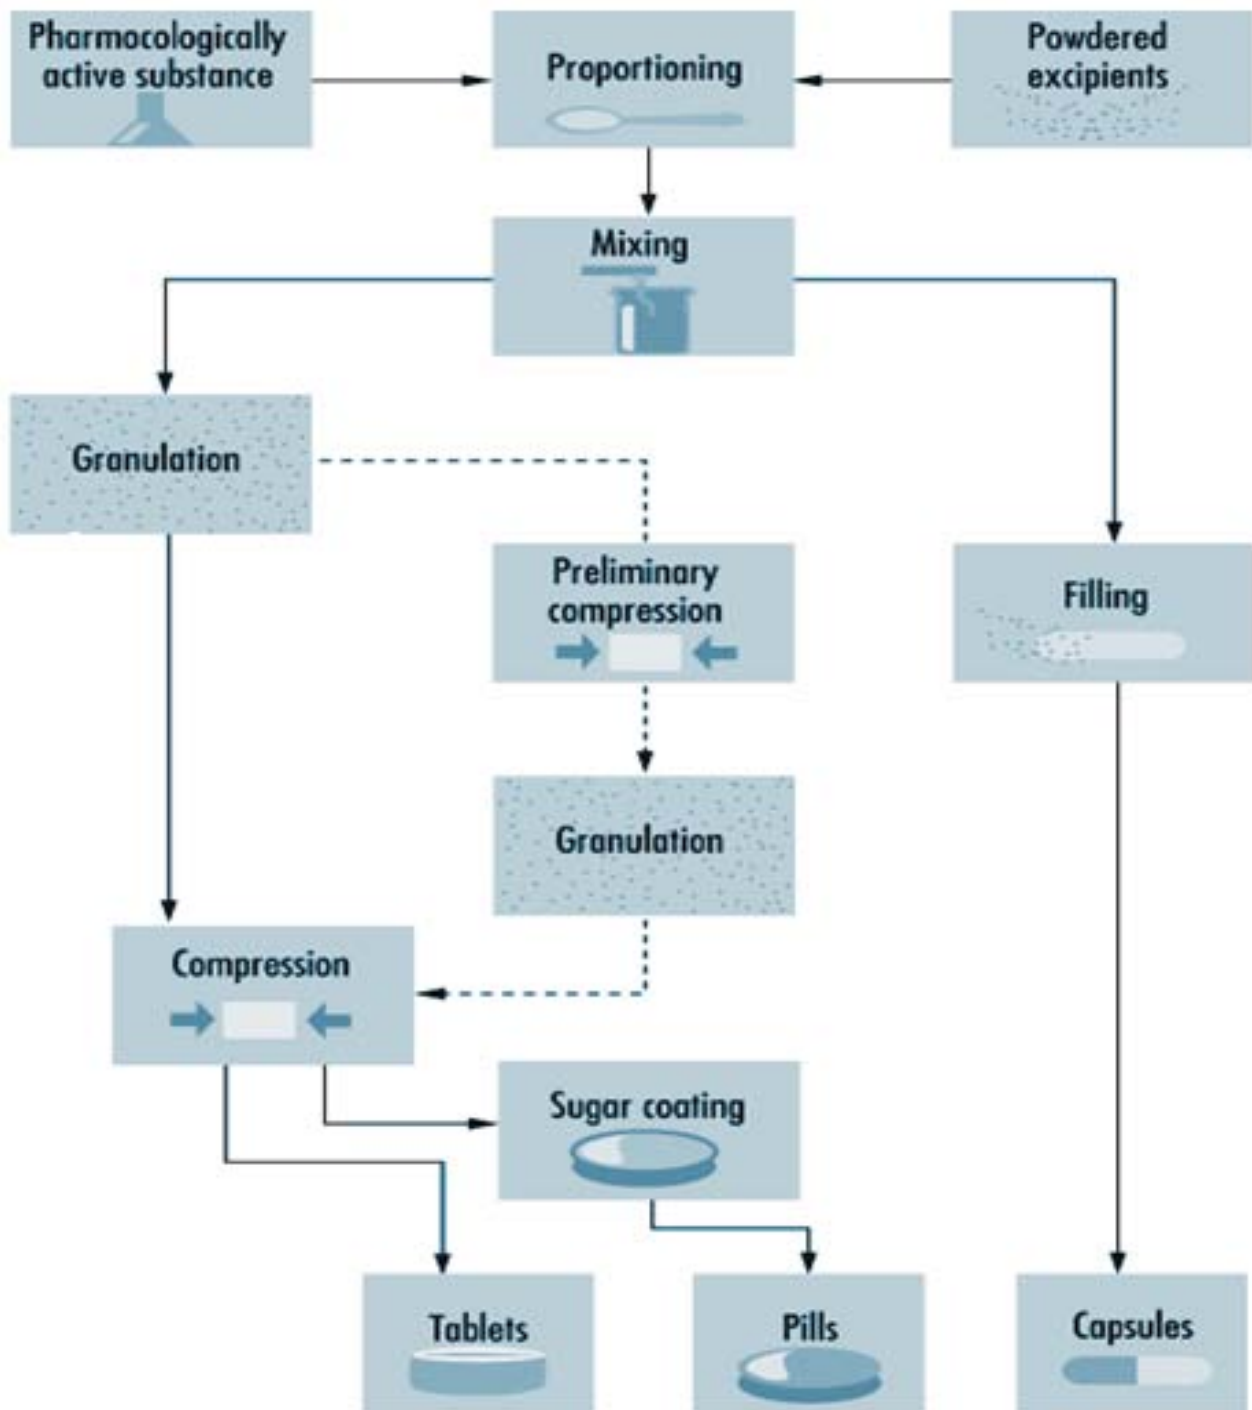 Pharmocologically
active substance
Proportioning
Powdered
excipients
Mixing
Granulation
Preliminary
compression
Filling
Granulation
Compression
Sugar coating
Tablets
Pills
Capsules